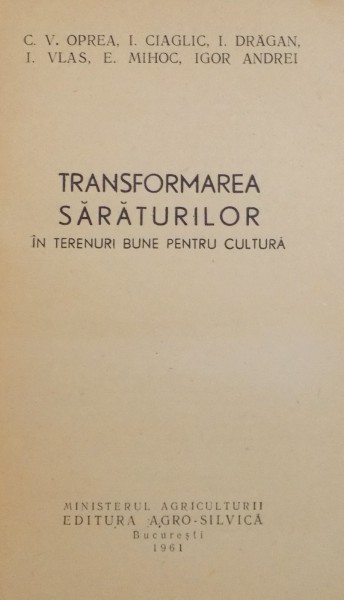 C. V. OPREA, I. CIAGLIC, I. DRĂGAN,
I. VLAS, E. MIHOC, IGOR ANDREI
TRANSFORMAREA
SĂRĂTURILOR
ÎN TERENURI BUNE PENTRU CULTURĂ
MINISTERUL AGRICULTURII
EDITURA AGRO-SILVICĂ
București
1961